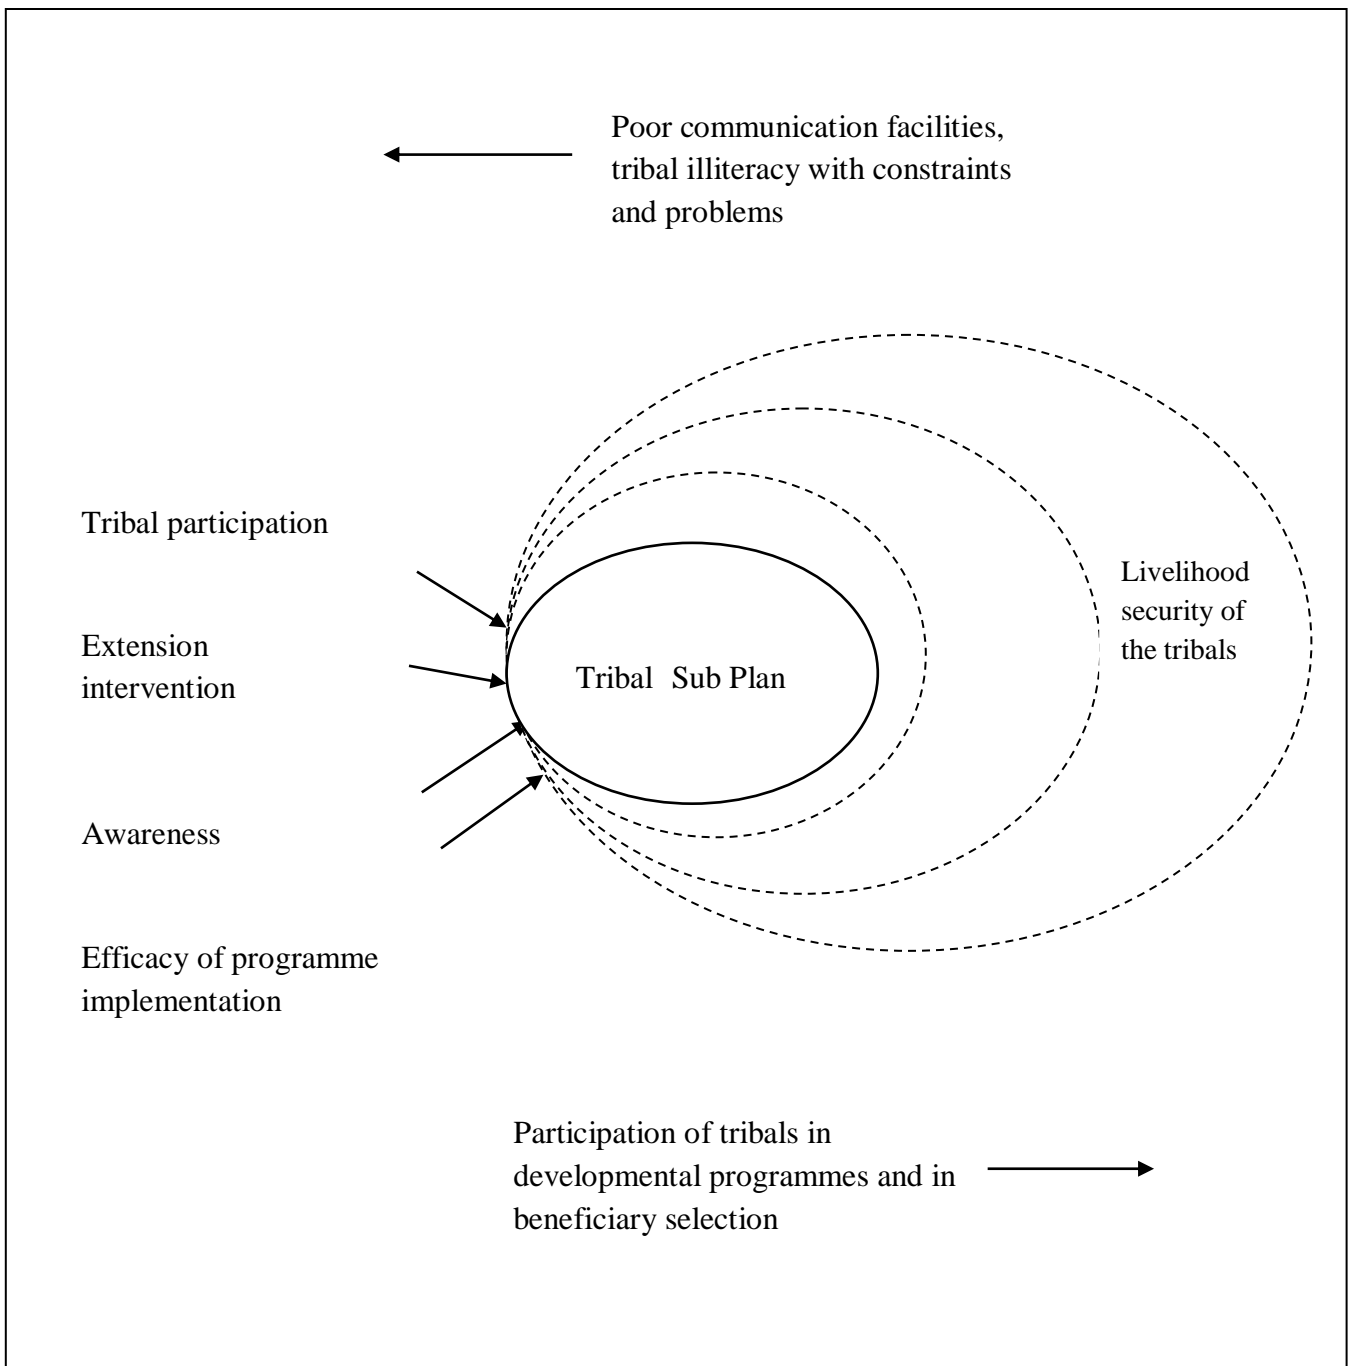 Poor communication facilities,
tribal illiteracy with constraints
and problems
Tribal participation
Livelihood
security of
the tribals
Extension
intervention
Tribal Sub Plan
Awareness
Efficacy of programme
implementation
Participation of tribals in
developmental programmes and in
beneficiary selection